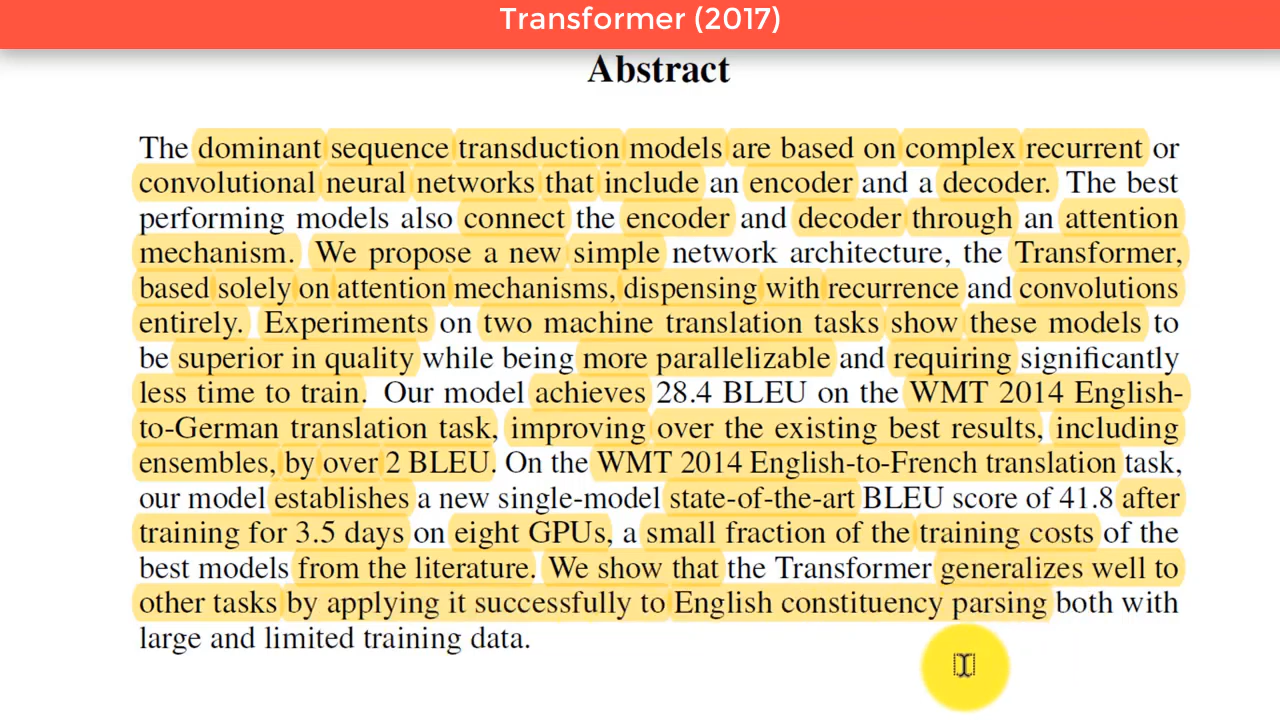 Transformer (2017)
Abstract
The dominant sequence transduction models are based on complex recurrent or
convolutional neural networks that include an encoder and a decoder. The best
performing models also connect the encoder and decoder through an attention
mechanism. We propose a new simple network architecture, the Transformer,
based solely on attention mechanisms, dispensing with recurrence and convolutions
entirely. Experiments on two machine translation tasks show these models to
be superior in quality while being more parallelizable and requiring significantly
less time to train. Our model achieves 28.4 BLEU on the WMT 2014 English-
to-German translation task, improving over the existing best results, including
ensembles, by over 2 BLEU. On the WMT 2014 English-to-French translation task,
our model establishes a new single-model state-of-the-art BLEU score of 41.8 after
training for 3.5 days on eight GPUs, a small fraction of the training costs of the
best models from the literature. We show that the Transformer generalizes well to
other tasks by applying it successfully to English constituency parsing both with
large and limited training data.